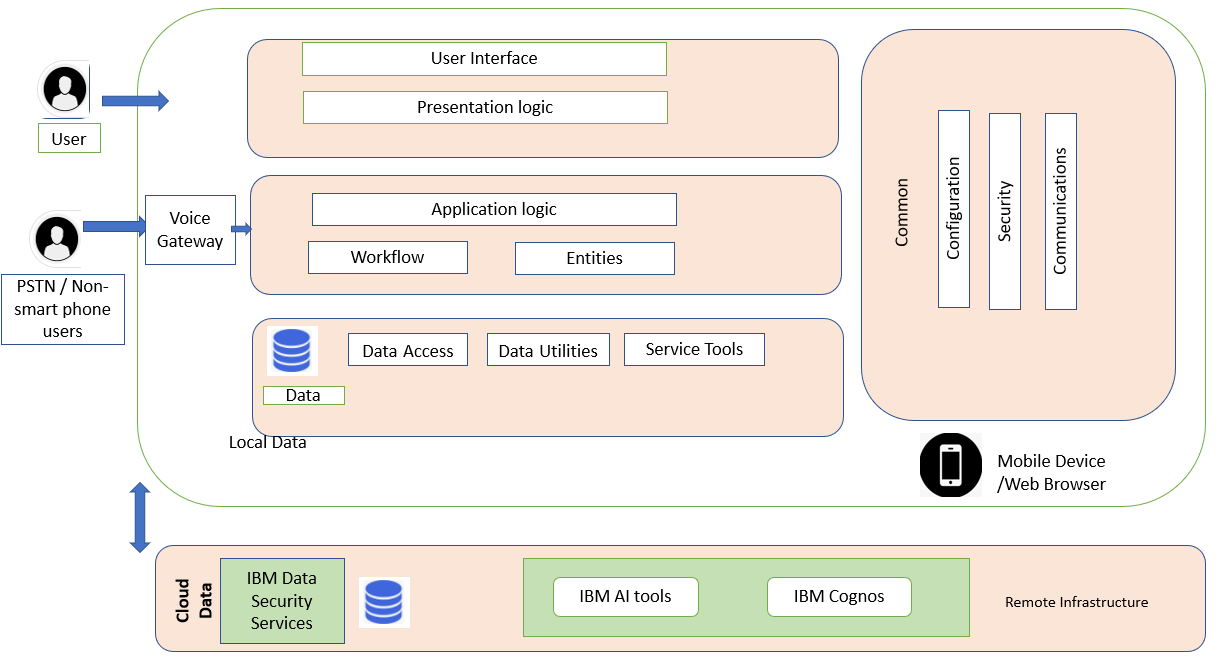 User Interface
Presentation logic
User
Voice
Gateway
PSTN / Non-
smart phone
users
Application logic
Workflow
Entities
Data Access
Data Utilities
Service Tools
Data
Local Data
Common
Configuration
Security
Communications
Mobile Device
/Web Browser
Cloud
Data
IBM Data
Security
Services
IBM AI tools
IBM Cognos
Remote Infrastructure